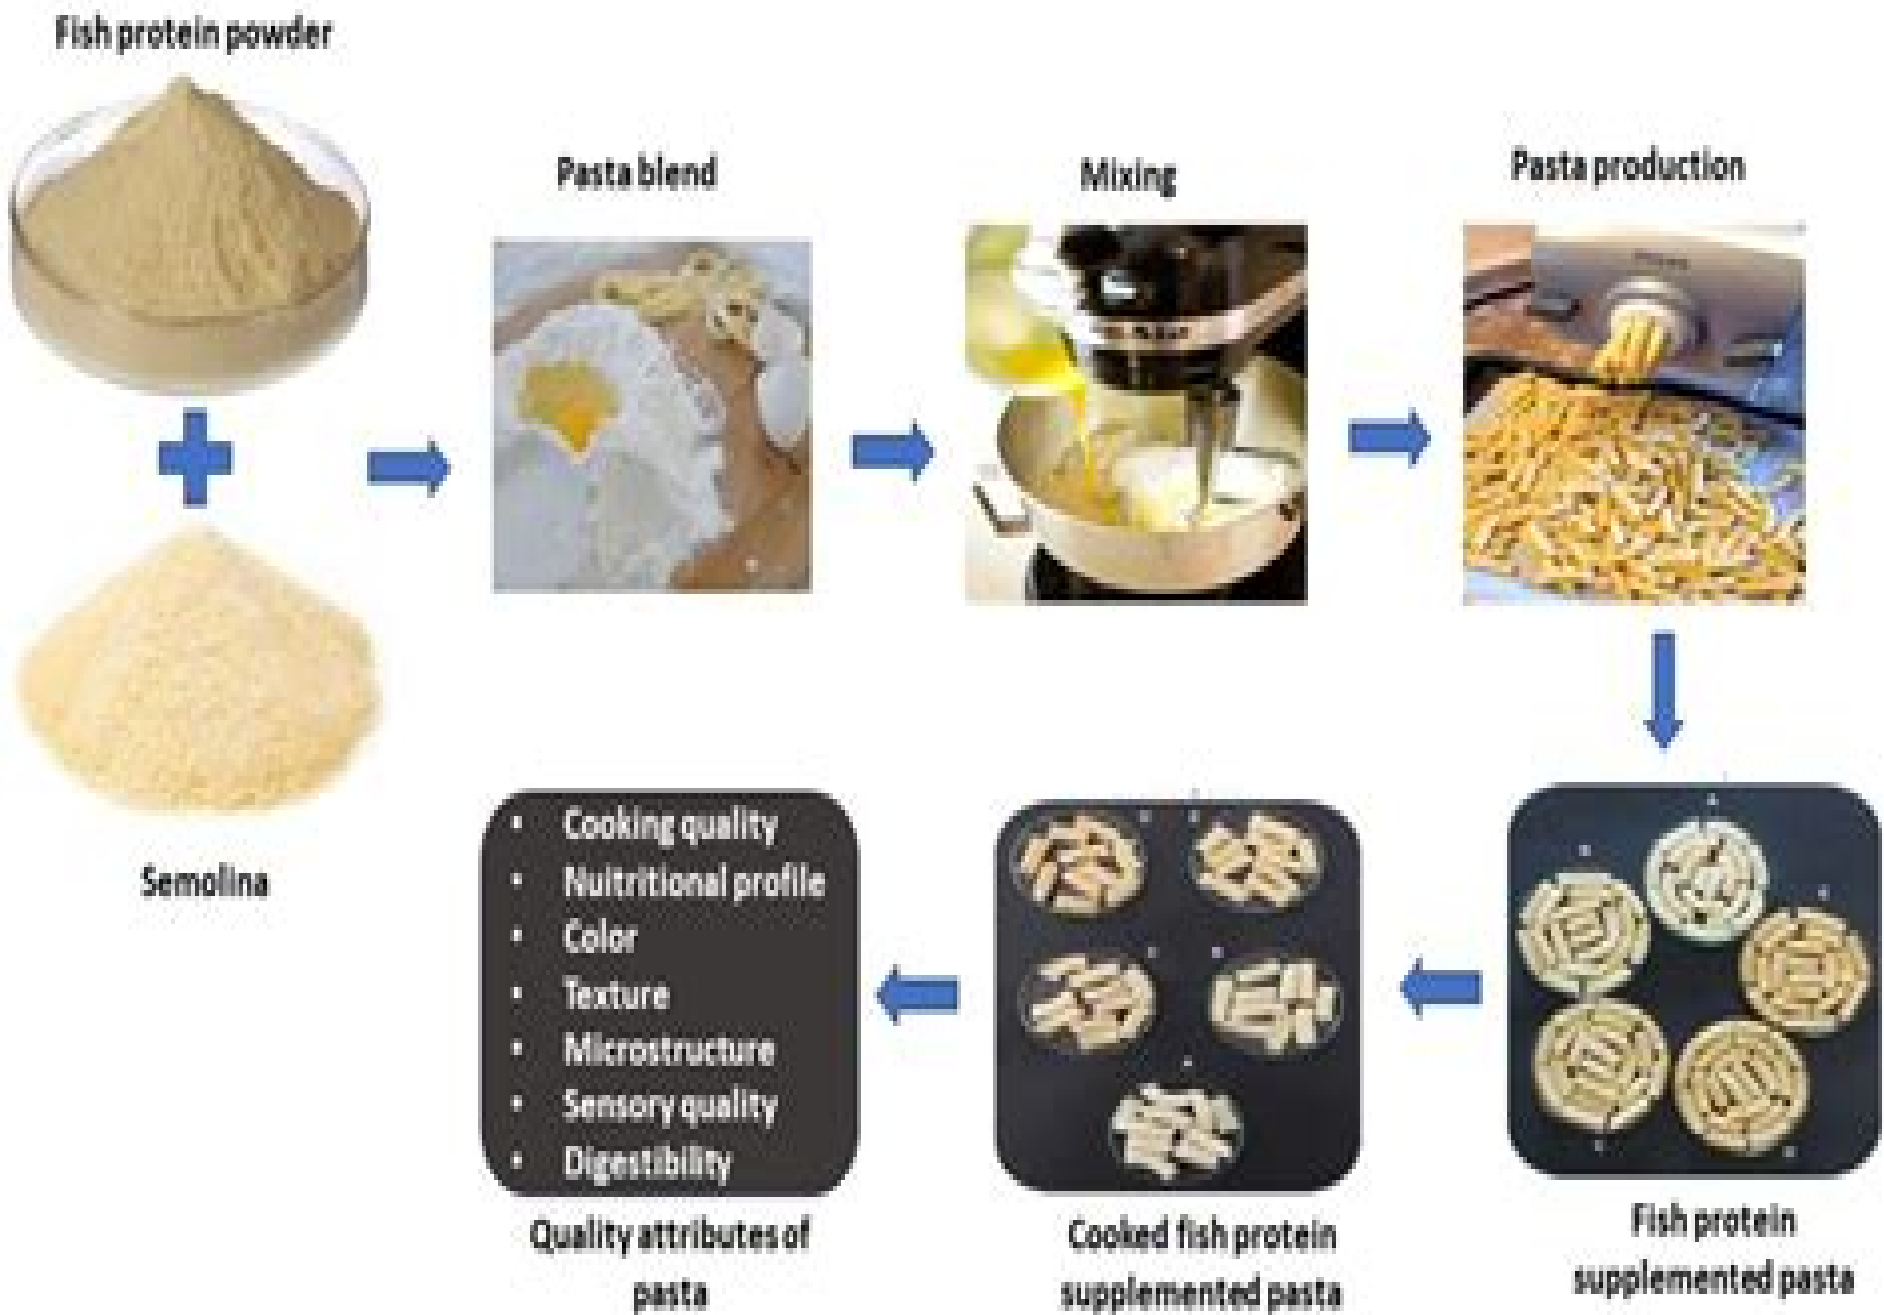 Fish protein powder
Pasta blend
Mixing
Pasta production
Semolina
• Cooking quality
• Nuitritional profile
• Color
• Texture
• Microstructure
• Sensory quality
• Digestibility
Quality attributes of
pasta
Cooked fish protein
supplemented pasta
Fish protein
supplemented pasta